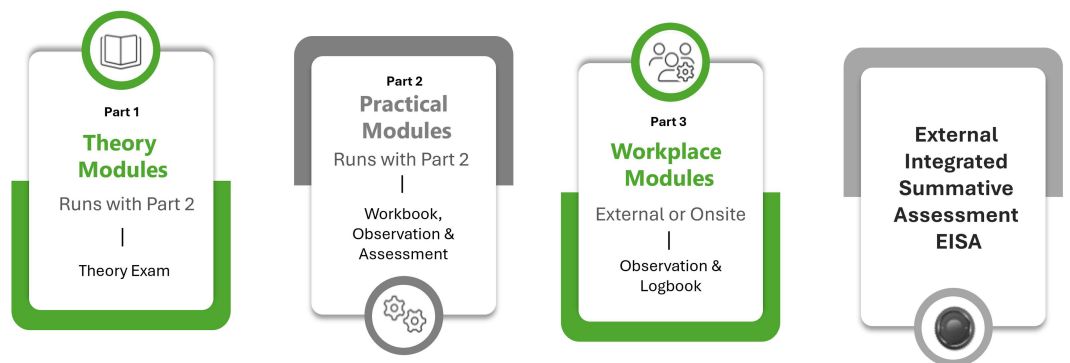 Part 1
Theory
Modules
Runs with Part 2
|
Theory Exam
Part 2
Practical
Modules
Runs with Part 2
|
Workbook,
Observation &
Assessment
Part 3
Workplace
Modules
External or Onsite
|
Observation &
Logbook
External
Integrated
Summative
Assessment
EISA